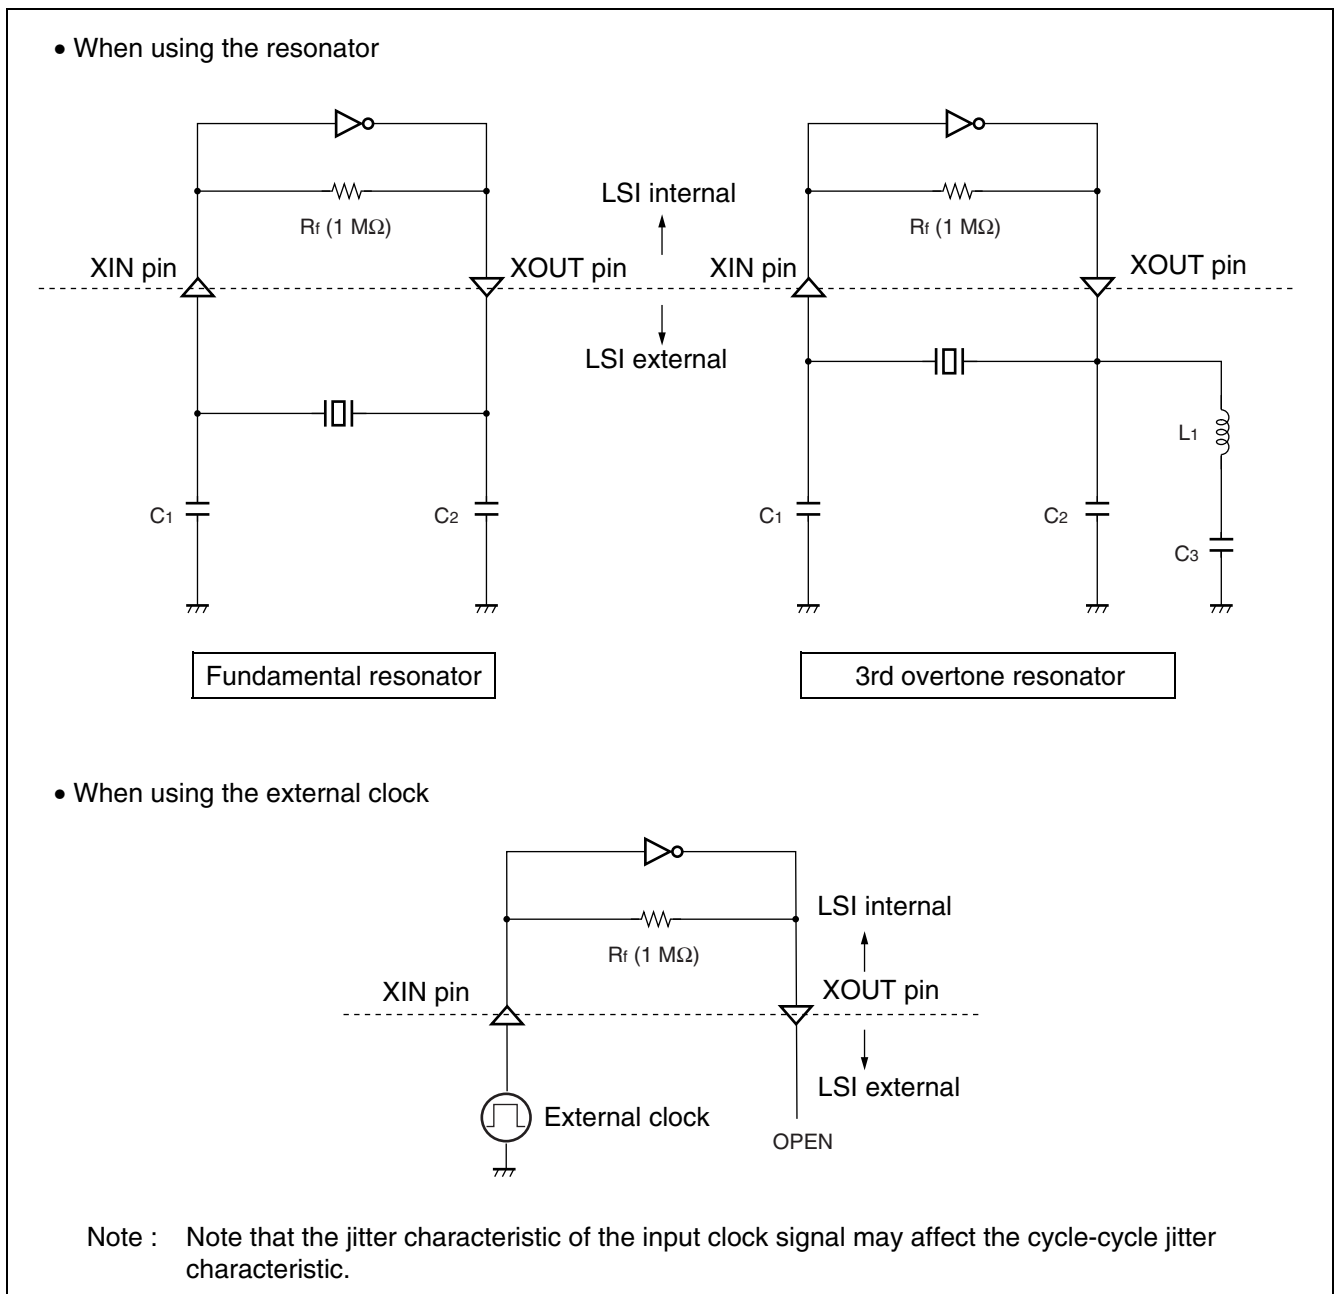 • When using the resonator
Rf (1 MΩ)
XIN pin
XOUT pin
LSI internal
LSI external
C1
C2
Fundamental resonator
Rf (1 MΩ)
XIN pin
XOUT pin
L1
C1
C2
C3
3rd overtone resonator
• When using the external clock
Rf (1 MΩ)
LSI internal
XIN pin
XOUT pin
LSI external
External clock
OPEN
Note : Note that the jitter characteristic of the input clock signal may affect the cycle-cycle jitter
characteristic.